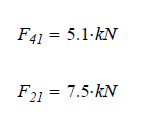 F₄₁ = 5.1·kN
F₂₁ = 7.5·kN